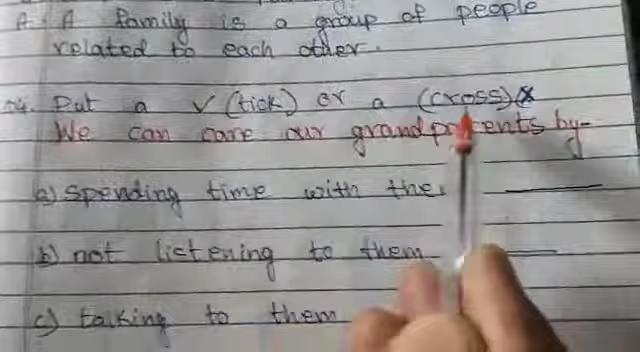 A. A family is a group of people
related to each other.
Q4. Put a ✓ (tick) or a (cross) x
We can care our grandparents by-
a) spending time with
b) not listening to them
c) talking to them